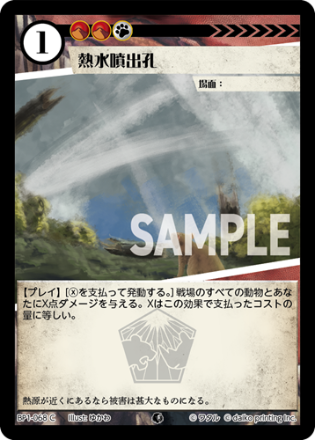 1
熱水噴出孔
場面：
SAMPLE
【プレイ】[ⓧを支払って発動する。]戦場のすべての動物とあな
たにX点ダメージを与える。Xはこの効果で支払ったコスト
の量に等しい。
熱源が近くにあるなら被害は甚大なものになる。
BP1-068 C Illust:ゆかわ © ワタル © daiko printing inc.